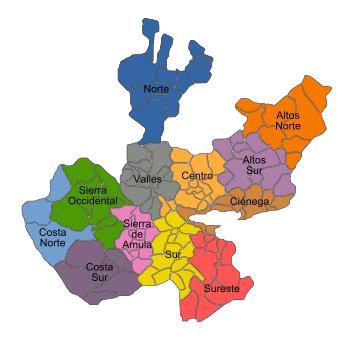 Norte
Altos
Norte
Altos
Sur
Centro
Valles
Sierra
Occidental
Ciénega
Sierra
de
Amula
Costa
Norte
Sur
Costa
Sur
Sureste